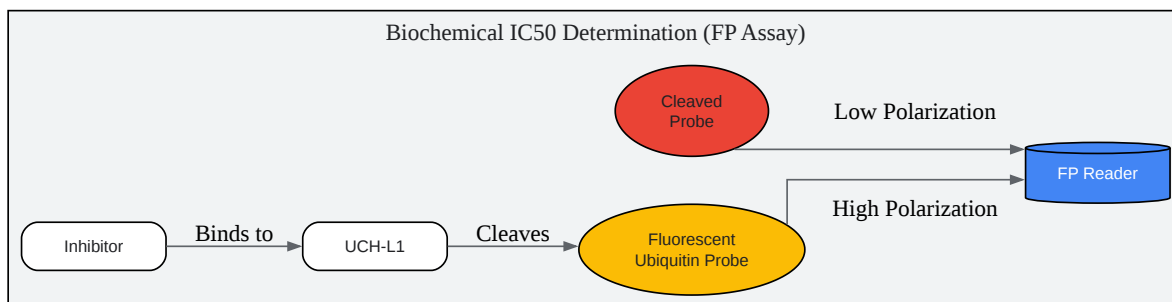 Biochemical IC50 Determination (FP Assay)
Cleaved
Probe
Low Polarization
FP Reader
High Polarization
Inhibitor
Binds to
UCH-L1
Cleaves
Fluorescent
Ubiquitin Probe